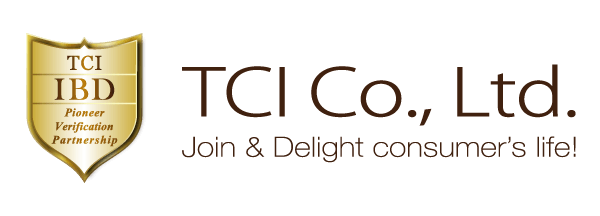 TCI
IBD
Pioneer
Verification
Partnership
TCI Co., Ltd.
Join & Delight consumer's life!